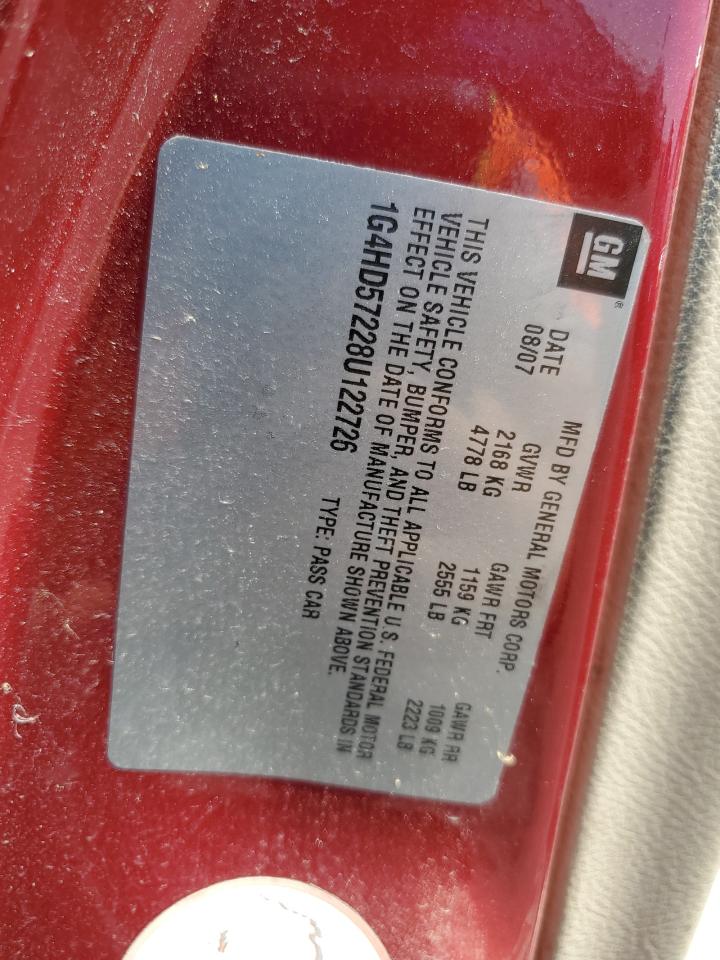 GM®
MFD BY GENERAL MOTORS CORP.
DATE GVWR GAWR FRT GAWR RR
08/07 2168 KG 1159 KG 1009 KG
4778 LB 2555 LB 2223 LB
THIS VEHICLE CONFORMS TO ALL APPLICABLE U.S. FEDERAL MOTOR
VEHICLE SAFETY, BUMPER, AND THEFT PREVENTION STANDARDS IN
EFFECT ON THE DATE OF MANUFACTURE SHOWN ABOVE.
1G4HD57228U122726 TYPE: PASS CAR